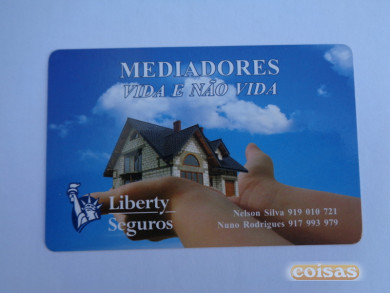 MEDIADORES
VIDA E NÃO VIDA
Liberty
Seguros
Nelson Silva 919 010 721
Nuno Rodrigues 917 993 979
coisas